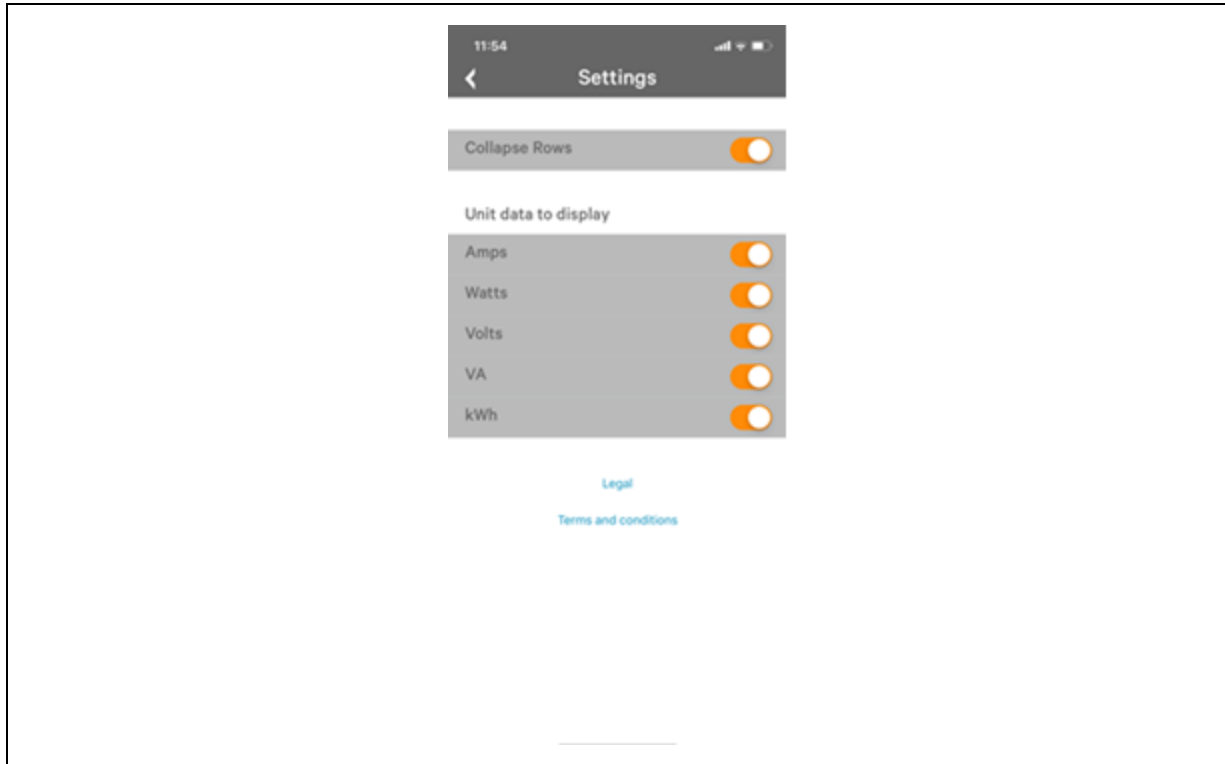 11:54
Settings
Collapse Rows
Unit data to display
Amps
Watts
Volts
VA
kWh
Legal
Terms and conditions